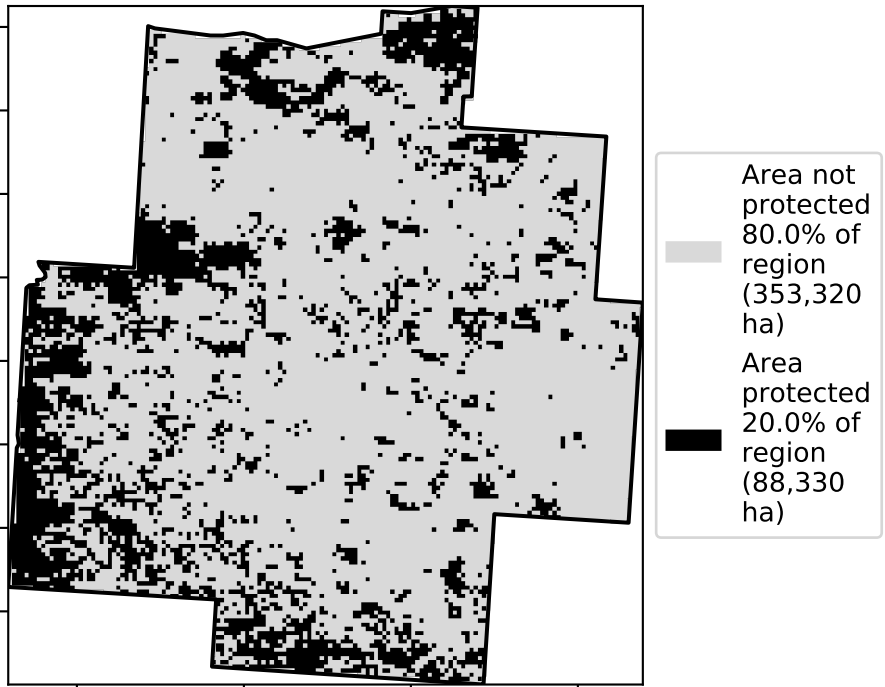 Area not
protected
80.0% of
region
(353,320
ha)
Area
protected
20.0% of
region
(88,330
ha)